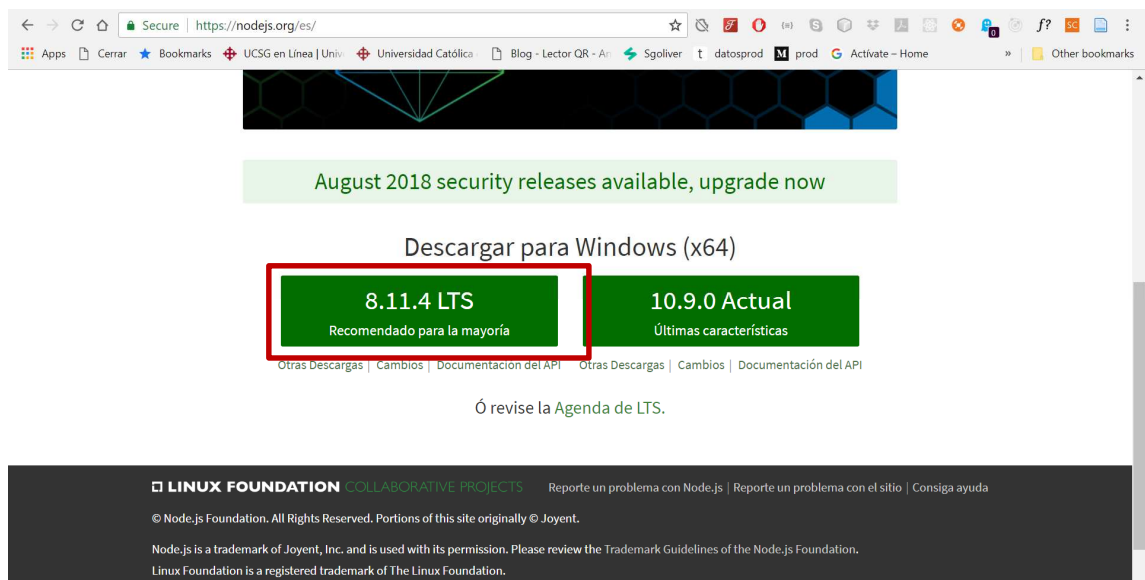 Secure | https://nodejs.org/es/
f?
SC
0
Apps Cerrar Bookmarks UCSG en Línea | Univ Universidad Católica Blog - Lector QR - An Sgoliver t datosprod M prod G Actívate – Home » Other bookmarks
August 2018 security releases available, upgrade now
Descargar para Windows (x64)
8.11.4 LTS
Recomendado para la mayoría
10.9.0 Actual
Últimas características
Otras Descargas | Cambios | Documentación del API
Otras Descargas | Cambios | Documentación del API
Ó revise la Agenda de LTS.
LINUX FOUNDATION COLLABORATIVE PROJECTS
Reporte un problema con Node.js | Reporte un problema con el sitio | Consiga ayuda
© Node.js Foundation. All Rights Reserved. Portions of this site originally © Joyent.
Node.js is a trademark of Joyent, Inc. and is used with its permission. Please review the Trademark Guidelines of the Node.js Foundation.
Linux Foundation is a registered trademark of The Linux Foundation.